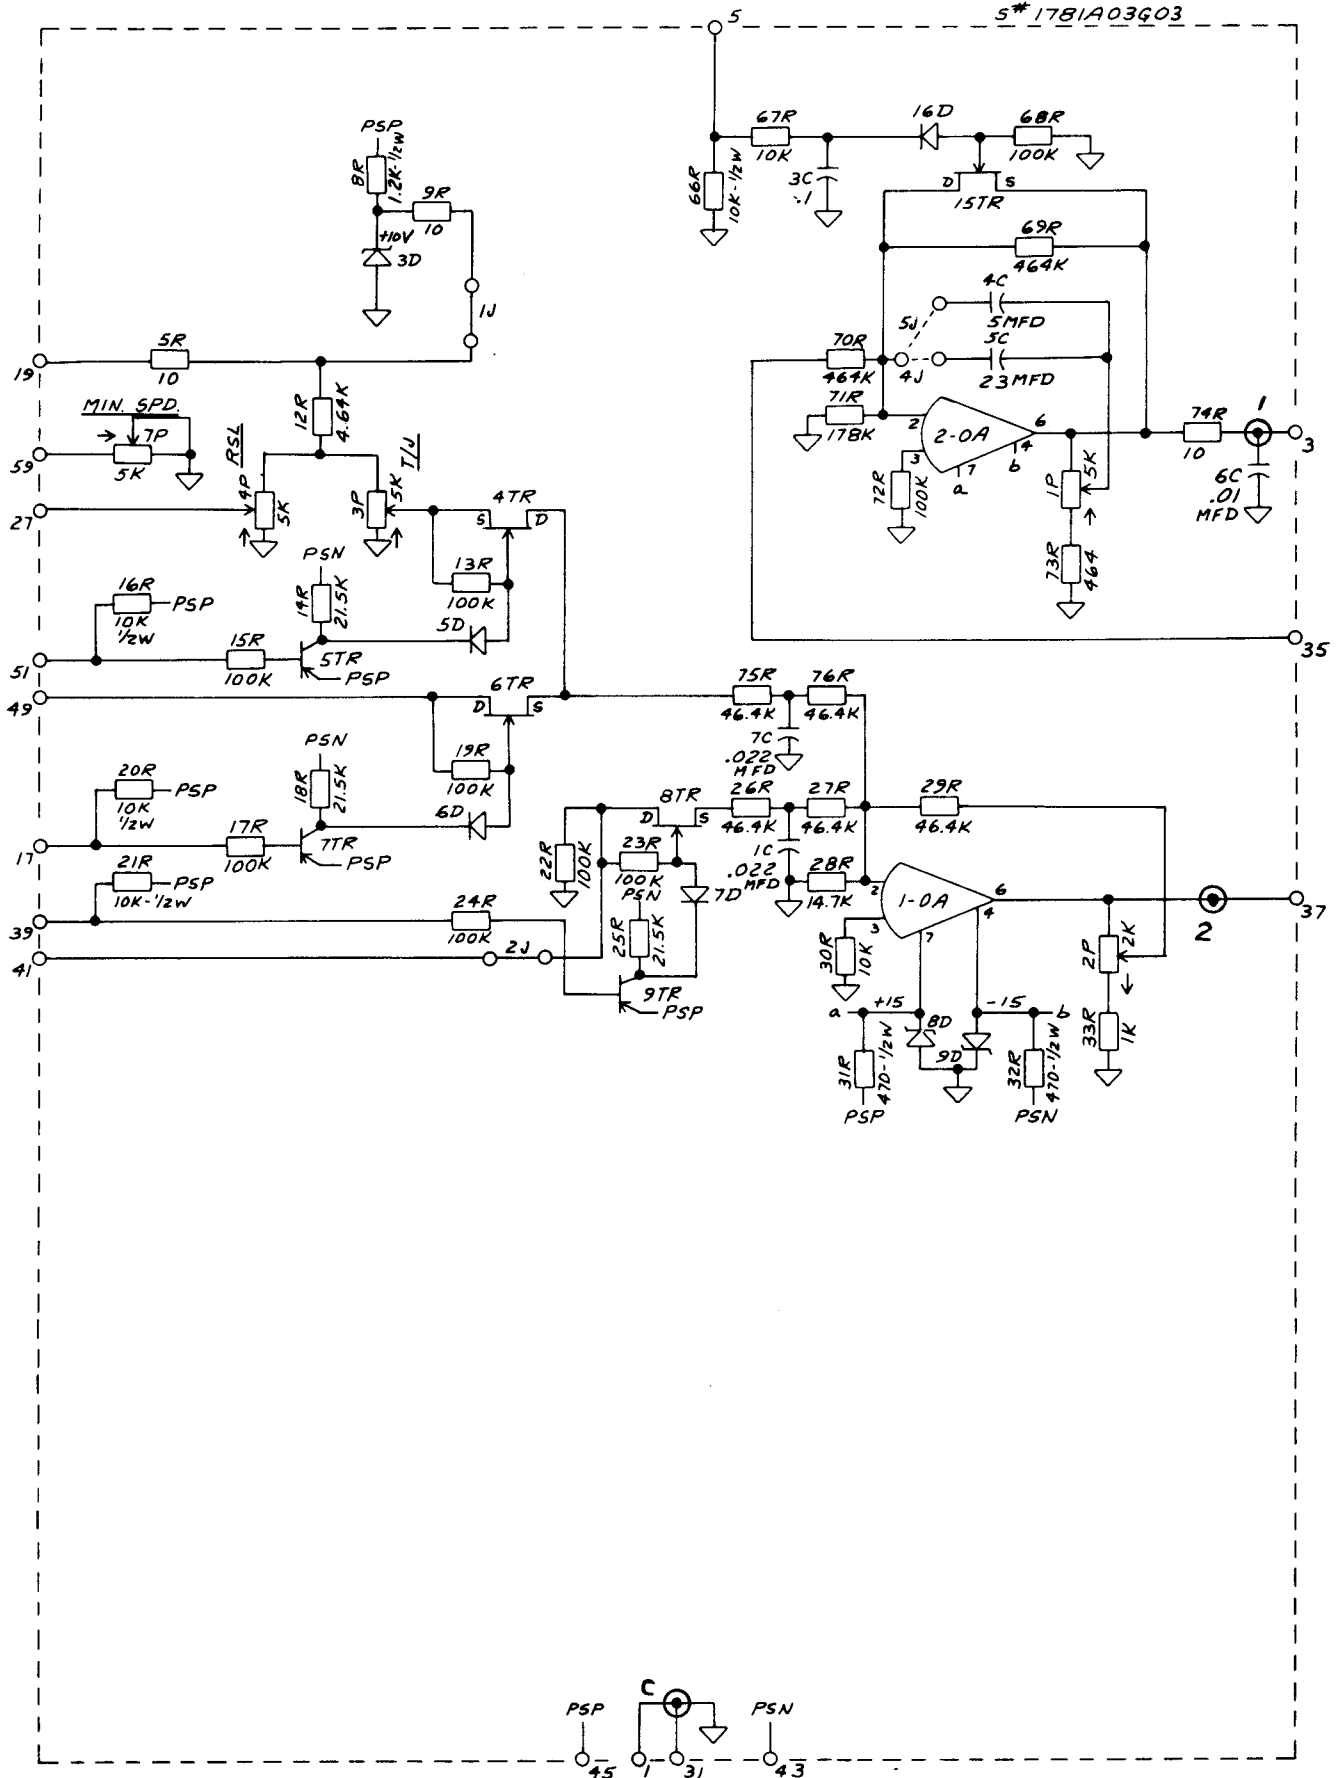 S# 1781A03G03
5
67R
10K
16D
68R
100K
PSP
8R
1.2K-1/2W
9R
10
66R
10K-1/2W
3C
.1
D
S
15TR
+10V
3D
69R
464K
1J
4C
5MFD
5J
5C
23MFD
4J
5R
10
19
70R
464K
12R
4.64K
MIN. SPD.
7P
5K
59
RSL
4P
5K
T/J
3P
5K
71R
178K
2
2-OA
6
3
7
4
a
b
74R
10
1
3
27
4TR
S
D
72R
100K
1P
5K
6C
.01
MFD
PSN
14R
21.5K
13R
100K
73R
464
16R
10K
1/2W
PSP
5D
15R
100K
5TR
PSP
51
35
49
6TR
D
S
75R
46.4K
76R
46.4K
7C
.022
MFD
PSN
18R
21.5K
19R
100K
20R
10K
1/2W
PSP
6D
8TR
D
S
26R
46.4K
27R
46.4K
29R
46.4K
17R
100K
7TR
PSP
17
22R
100K
23R
100K
1C
.022
MFD
28R
14.7K
21R
10K-1/2W
PSP
7D
PSN
25R
21.5K
2
1-OA
6
3
7
4
2
37
39
24R
100K
30R
10K
2P
2K
41
2J
9TR
PSP
a
+15
-15
b
8D
9D
31R
470-1/2W
32R
470-1/2W
33R
1K
PSP
PSN
C
PSP
PSN
45
1
31
43